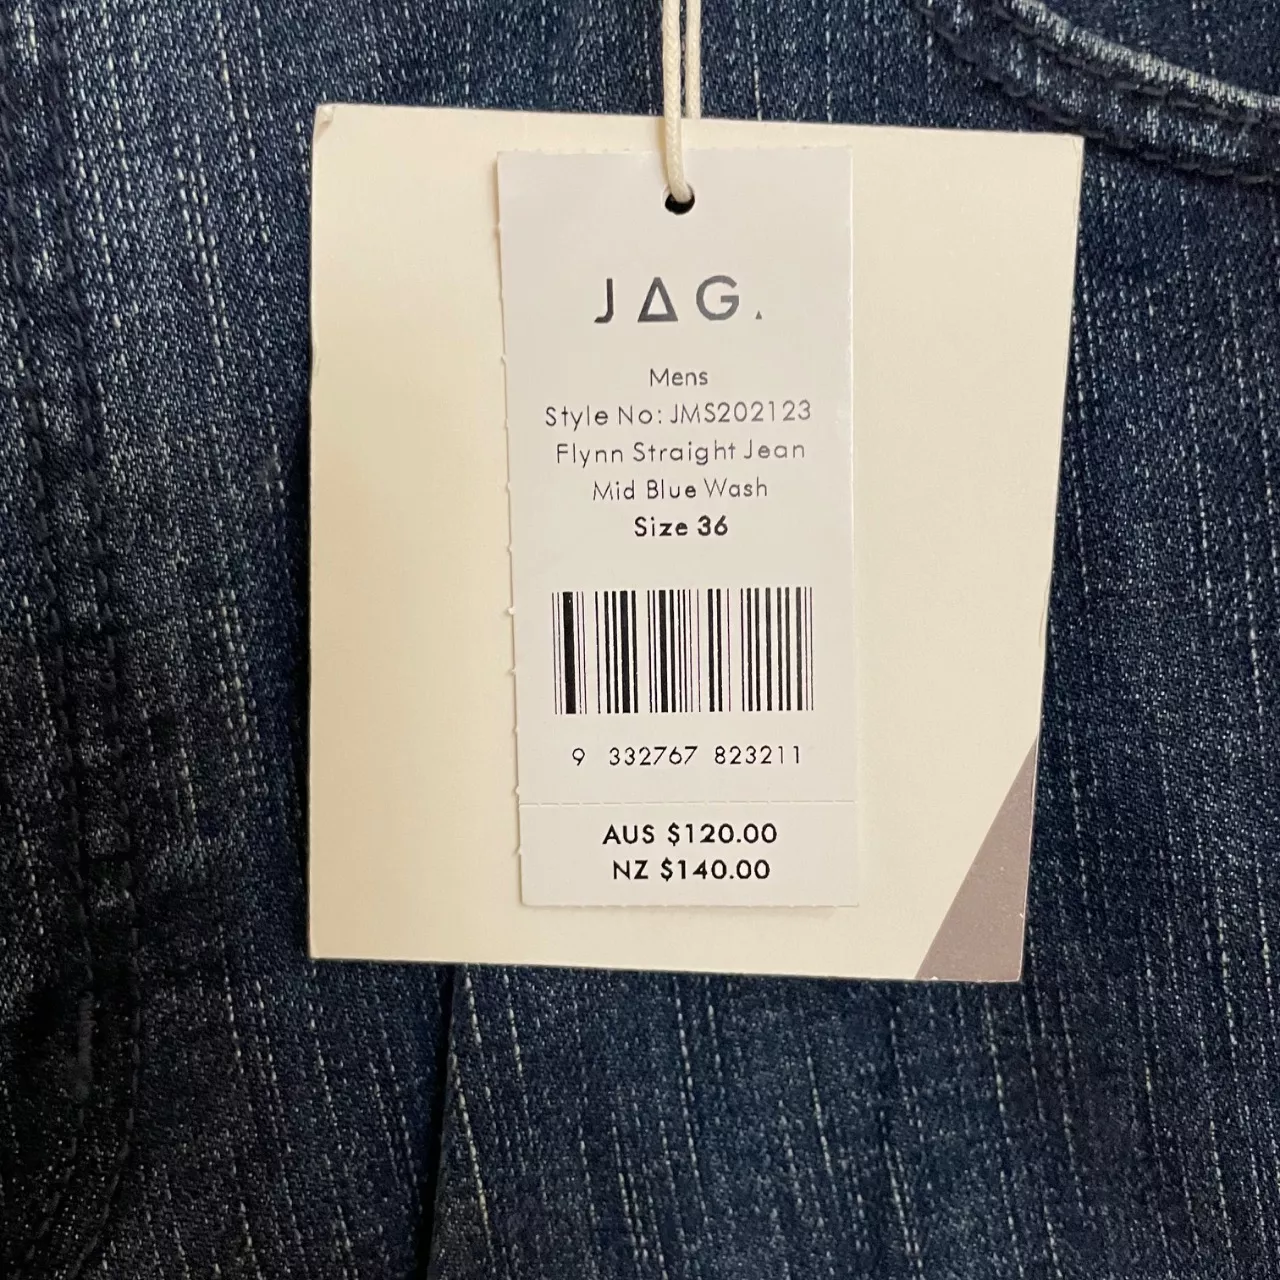 JAG.
Mens
Style No: JMS202123
Flynn Straight Jean
Mid Blue Wash
Size 36
9 332767 823211
AUS $120.00
NZ $140.00